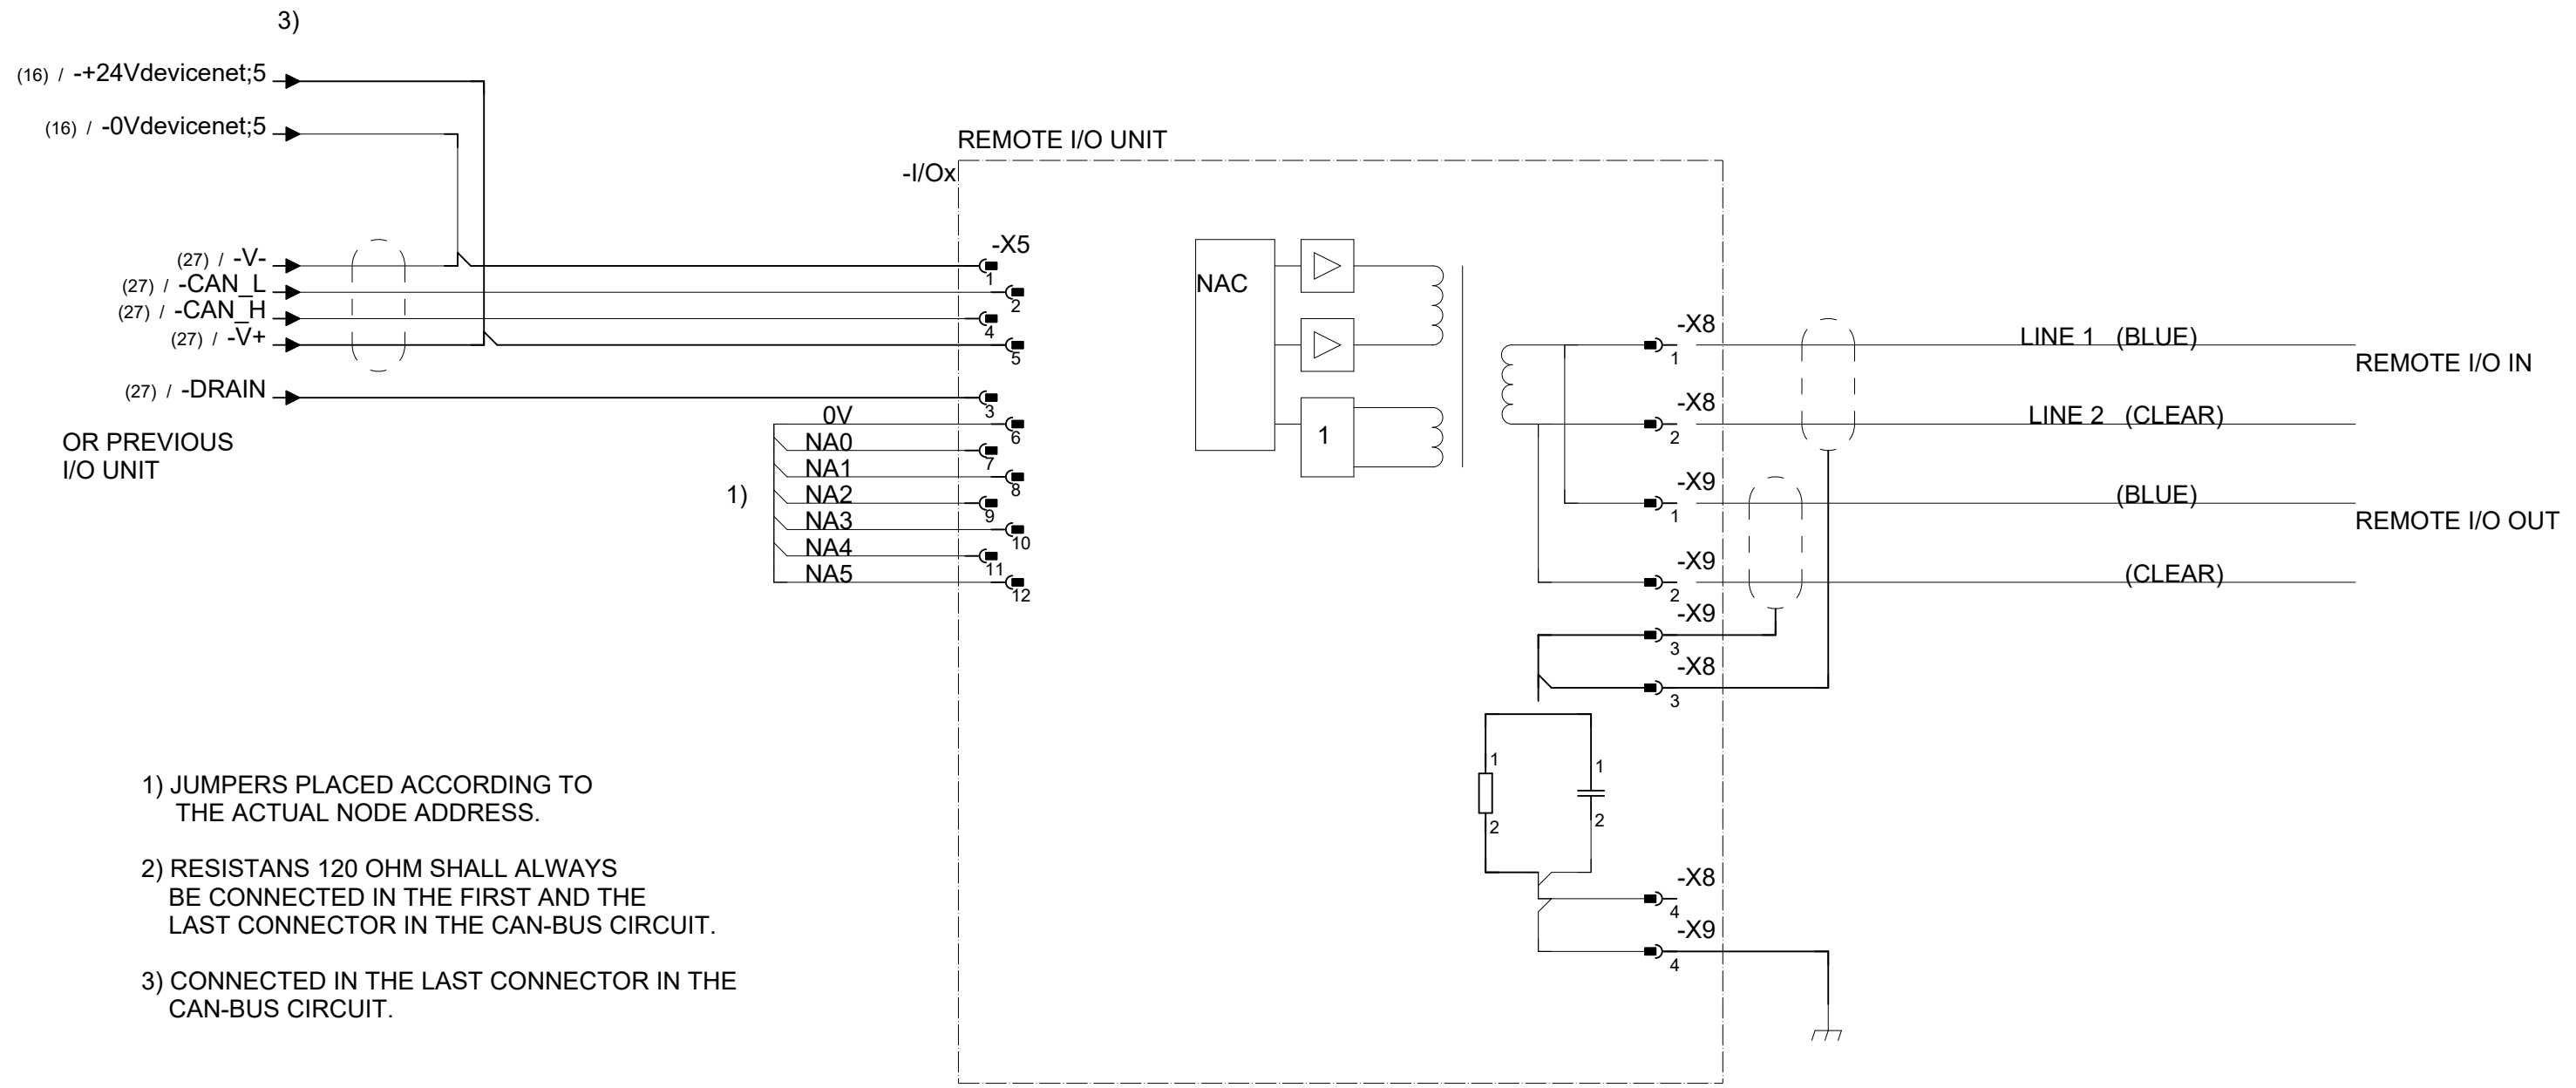 3)
(16) / -+24Vdevicenet;5
(16) / -0Vdevicenet;5
REMOTE I/O UNIT
-I/Ox
(27) / -V-
(27) / -CAN_L
(27) / -CAN_H
(27) / -V+
(27) / -DRAIN
OR PREVIOUS
I/O UNIT
-X5
1
2
4
5
3
0V
6
NA0
7
NA1
8
1)
NA2
9
NA3
10
NA4
11
NA5
12
NAC
1
-X8
1
LINE 1 (BLUE)
REMOTE I/O IN
-X8
2
LINE 2 (CLEAR)
-X9
1
(BLUE)
REMOTE I/O OUT
-X9
2
(CLEAR)
-X9
3
-X8
3
1
1
2
2
-X8
4
-X9
4
1) JUMPERS PLACED ACCORDING TO
THE ACTUAL NODE ADDRESS.
2) RESISTANS 120 OHM SHALL ALWAYS
BE CONNECTED IN THE FIRST AND THE
LAST CONNECTOR IN THE CAN-BUS CIRCUIT.
3) CONNECTED IN THE LAST CONNECTOR IN THE
CAN-BUS CIRCUIT.